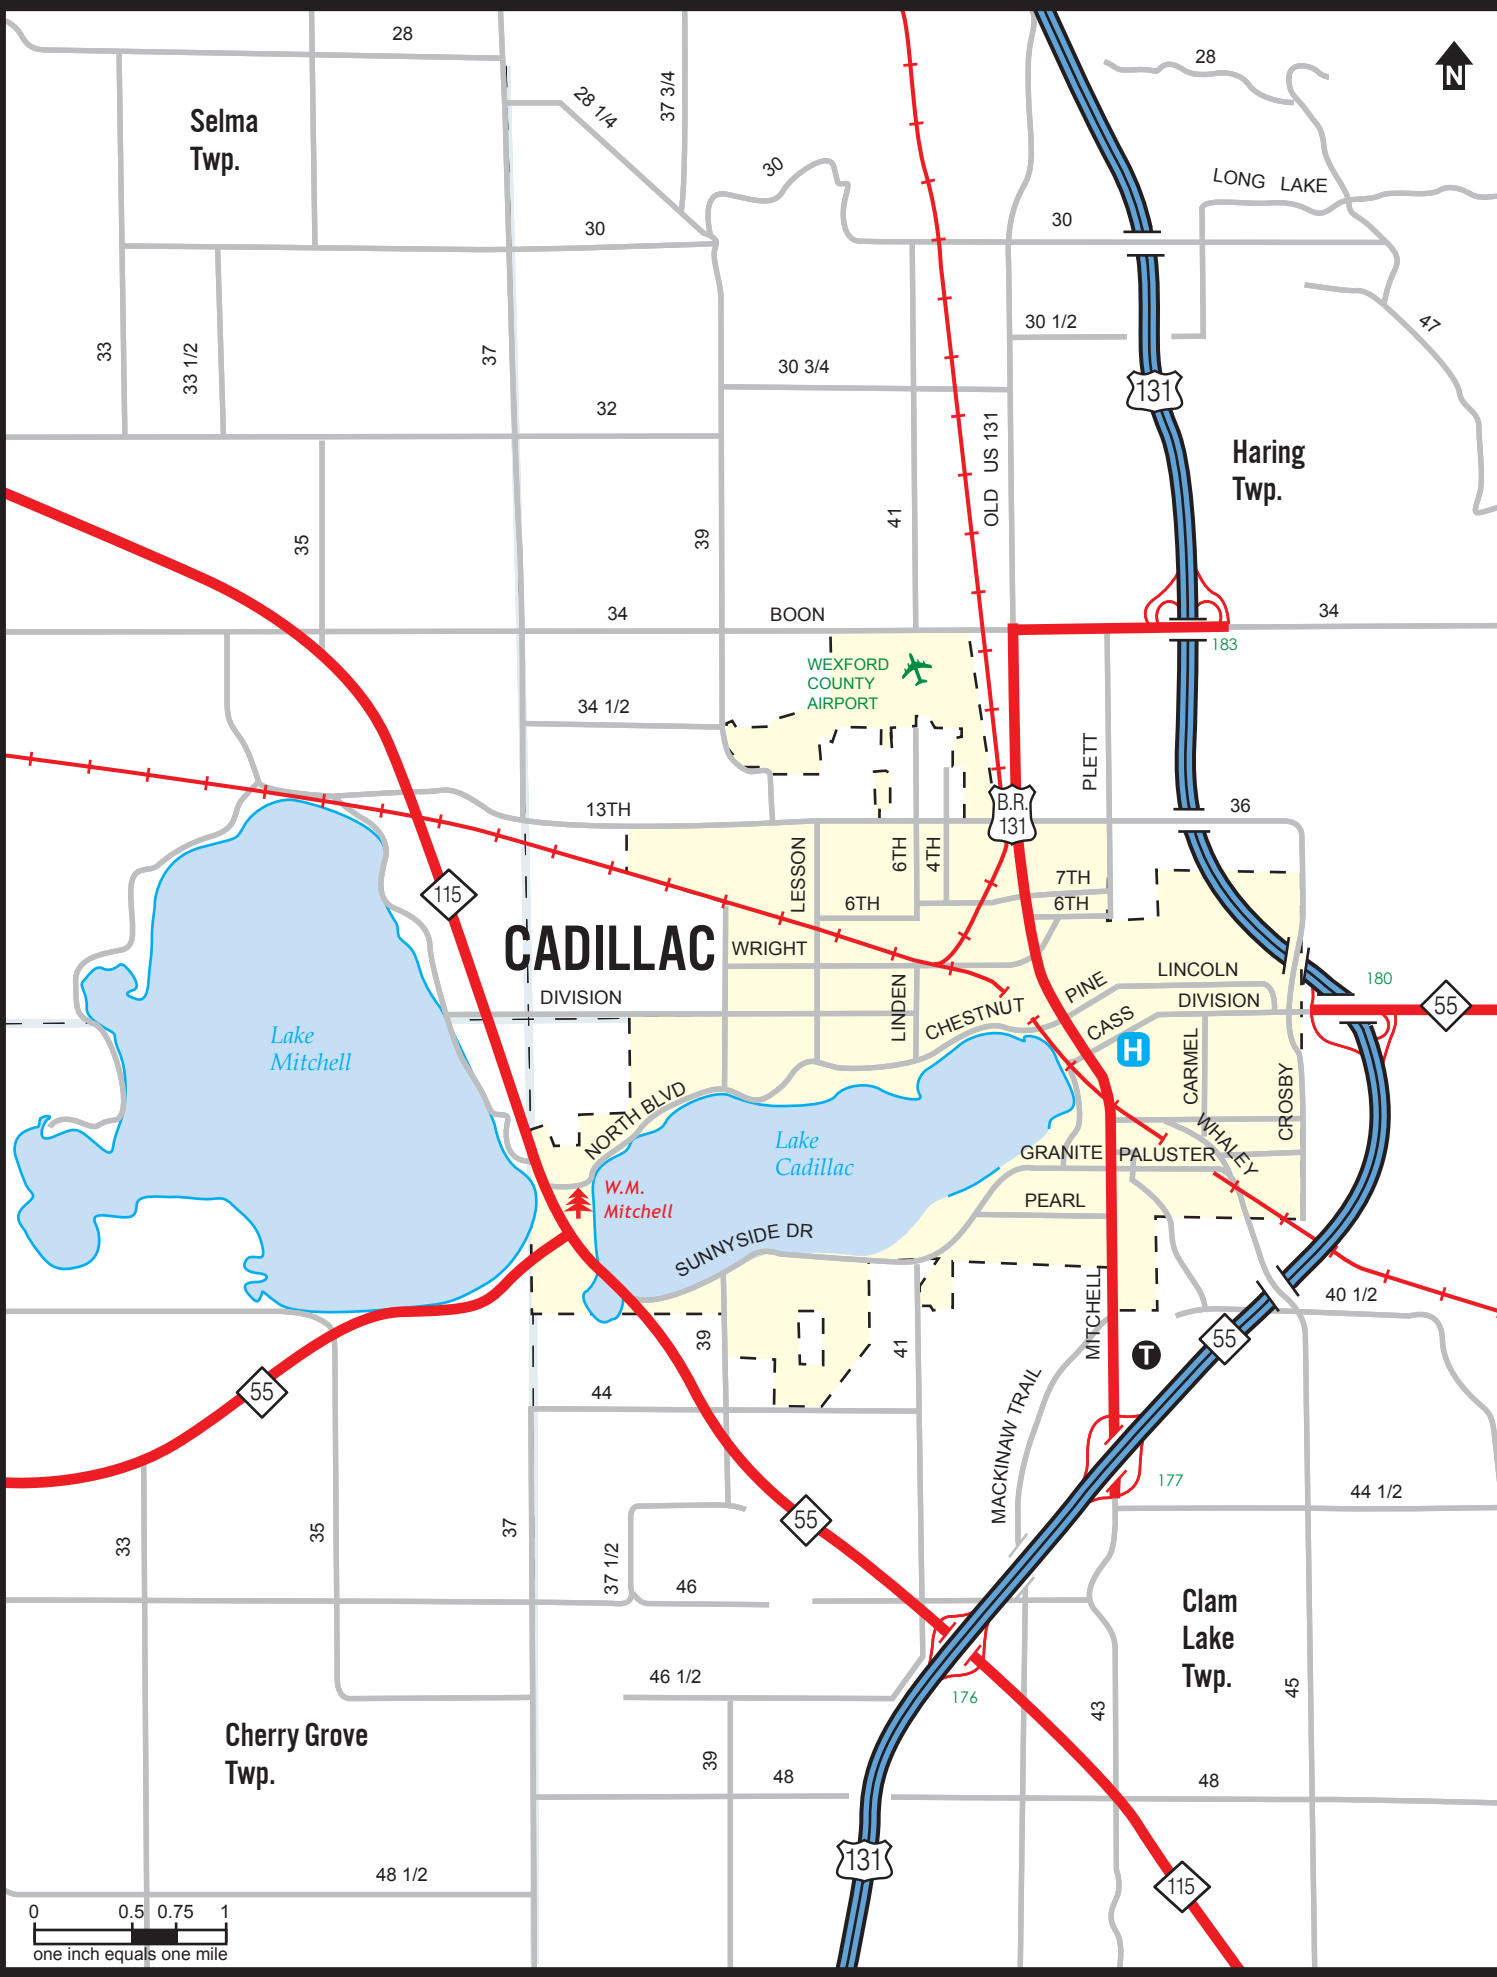 28
28
N
Selma
Twp.
28 1/4
37 3/4
30
LONG LAKE
30
30
33
33 1/2
37
30 1/2
47
30 3/4
131
32
OLD US 131
Haring
Twp.
35
39
41
34
BOON
34
183
WEXFORD
COUNTY
AIRPORT
34 1/2
PLETT
13TH
B.R.
131
36
LESSON
6TH
4TH
7TH
115
6TH
6TH
CADILLAC
WRIGHT
LINCOLN
180
DIVISION
LINDEN
CHESTNUT
PINE
DIVISION
55
CASS
H
Lake
Mitchell
CARMEL
CROSBY
NORTH BLVD
Lake
Cadillac
WHALEY
GRANITE
PALUSTER
W.M.
Mitchell
PEARL
SUNNYSIDE DR
MITCHELL
40 1/2
39
41
T
55
55
44
MACKINAW TRAIL
177
44 1/2
55
33
35
37
37 1/2
46
Clam
Lake
Twp.
46 1/2
176
43
45
Cherry Grove
Twp.
39
48
48
131
48 1/2
115
0 0.5 0.75 1
one inch equals one mile